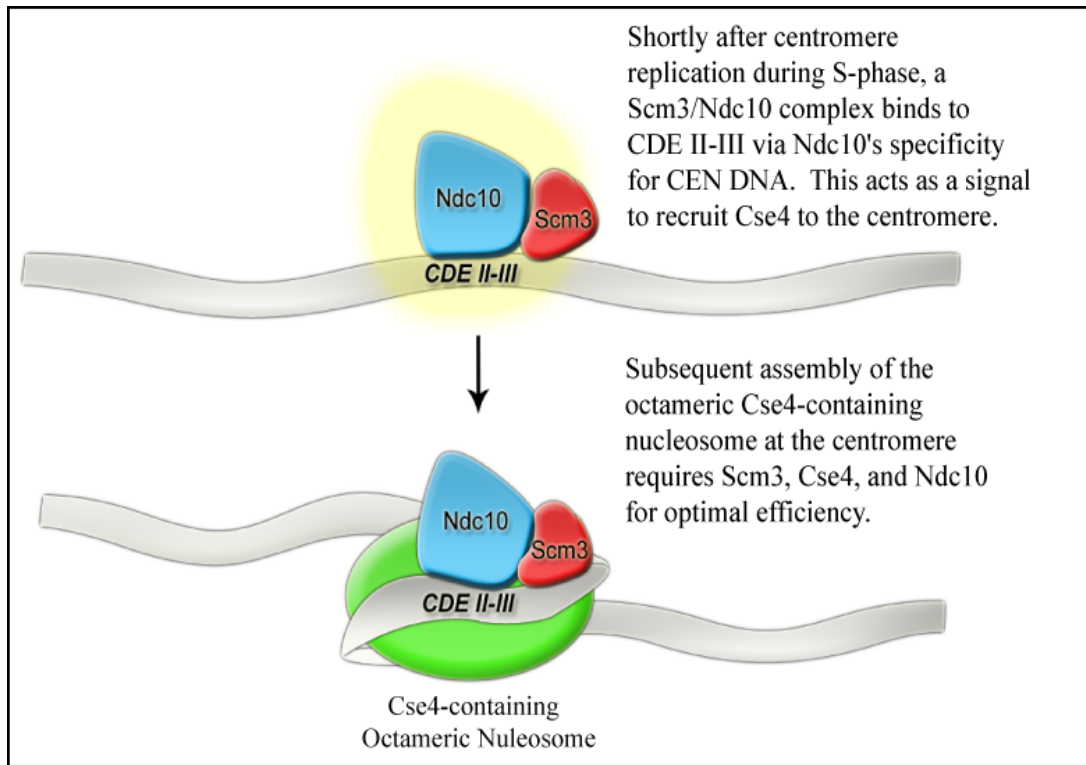 Shortly after centromere
replication during S-phase, a
Scm3/Ndc10 complex binds to
CDE II-III via Ndc10's specificity
for CEN DNA. This acts as a signal
to recruit Cse4 to the centromere.
Ndc10
Scm3
CDE II-III
Subsequent assembly of the
octameric Cse4-containing
nucleosome at the centromere
requires Scm3, Cse4, and Ndc10
for optimal efficiency.
Ndc10
Scm3
CDE II-III
Cse4-containing
Octameric Nuleosome